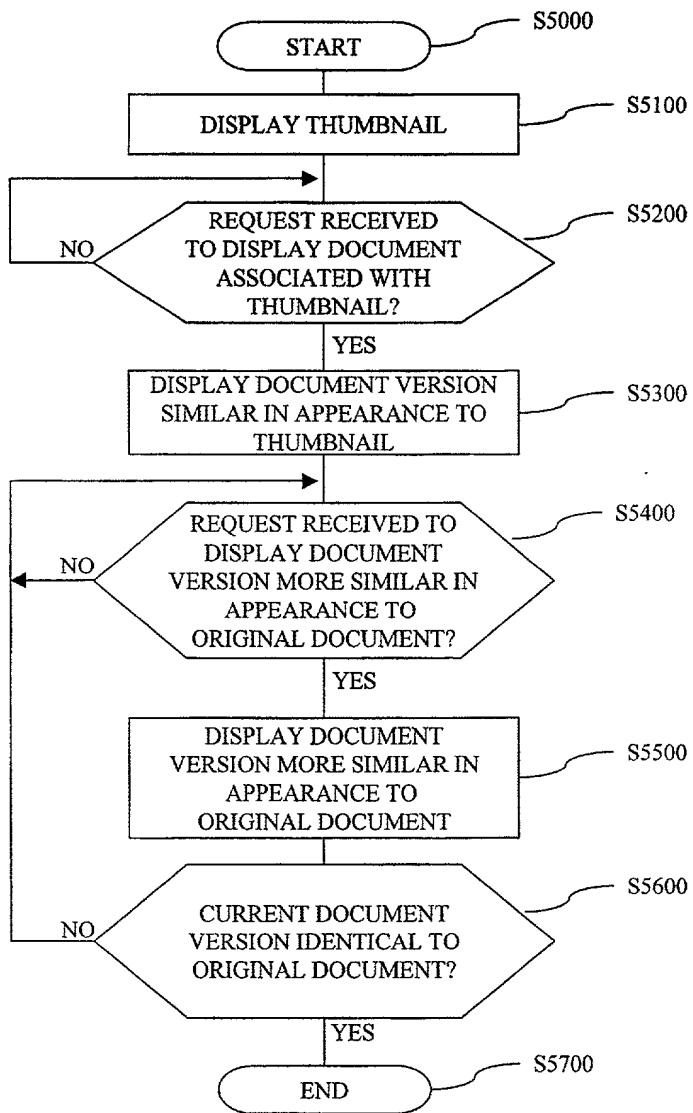 START
S5000
DISPLAY THUMBNAIL
S5100
REQUEST RECEIVED
TO DISPLAY DOCUMENT
ASSOCIATED WITH
THUMBNAIL?
S5200
NO
YES
DISPLAY DOCUMENT VERSION
SIMILAR IN APPEARANCE TO
THUMBNAIL
S5300
REQUEST RECEIVED TO
DISPLAY DOCUMENT
VERSION MORE SIMILAR IN
APPEARANCE TO
ORIGINAL DOCUMENT?
S5400
NO
YES
DISPLAY DOCUMENT
VERSION MORE SIMILAR IN
APPEARANCE TO
ORIGINAL DOCUMENT
S5500
CURRENT DOCUMENT
VERSION IDENTICAL TO
ORIGINAL DOCUMENT?
S5600
NO
YES
END
S5700